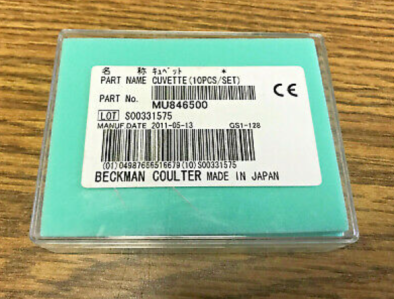 名 称 ｷｭﾍﾞｯﾄ
PART NAME CUVETTE(10PCS/SET)
PART No. MU846500
CE
LOT S00331575
MANUF.DATE 2011-05-13 GS1-128
(01)04987666516679(10)S00331575
BECKMAN COULTER MADE IN JAPAN